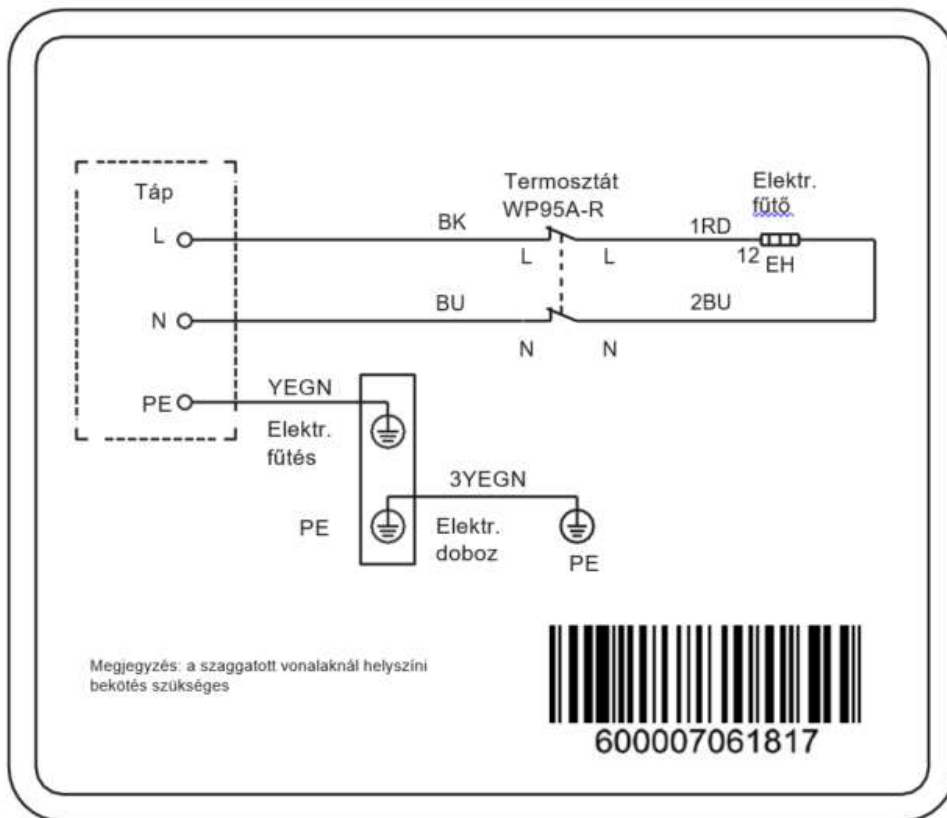 Táp
Termosztát
WP95A-R
Elektr.
fűtő
L
BK
1RD
L
L
12
EH
N
BU
2BU
N
N
PE
YEGN
Elektr.
fűtés
3YEGN
PE
Elektr.
doboz
PE
Megjegyzés: a szaggatott vonalaknál helyszíni
bekötés szükséges
600007061817